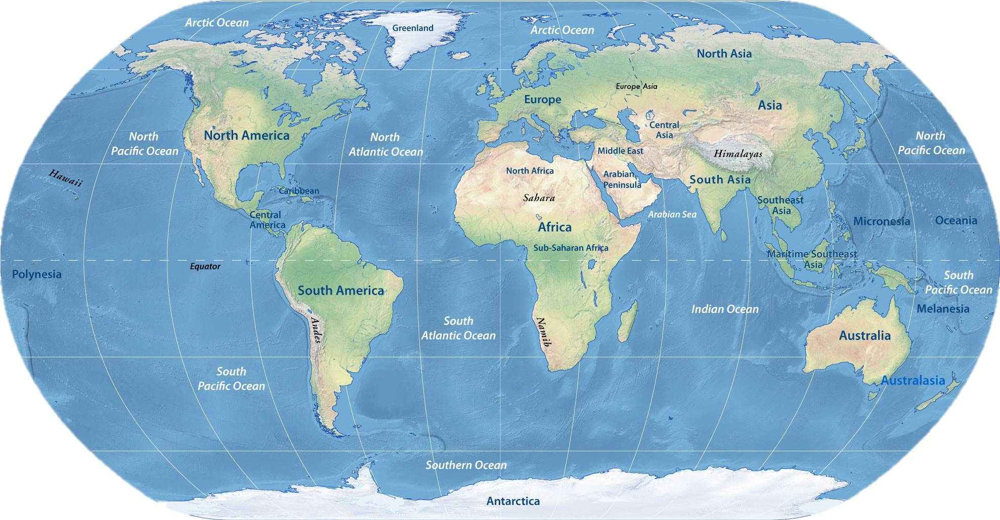 Arctic Ocean
Greenland
Arctic Ocean
North Asia
Europe Asia
Europe
Asia
North America
Central
Asia
North
Pacific Ocean
North
Atlantic Ocean
North
Pacific Ocean
Middle East
Himalayas
Hawaii
North Africa
Arabian
Peninsula
South Asia
Caribbean
Sahara
Southeast
Asia
Central
America
Arabian Sea
Africa
Micronesia
Oceania
Sub-Saharan Africa
Maritime Southeast
Asia
Equator
Polynesia
South
Pacific Ocean
South America
Indian Ocean
Melanesia
Andes
Namib
South
Atlantic Ocean
Australia
South
Pacific Ocean
Australasia
Southern Ocean
Antarctica